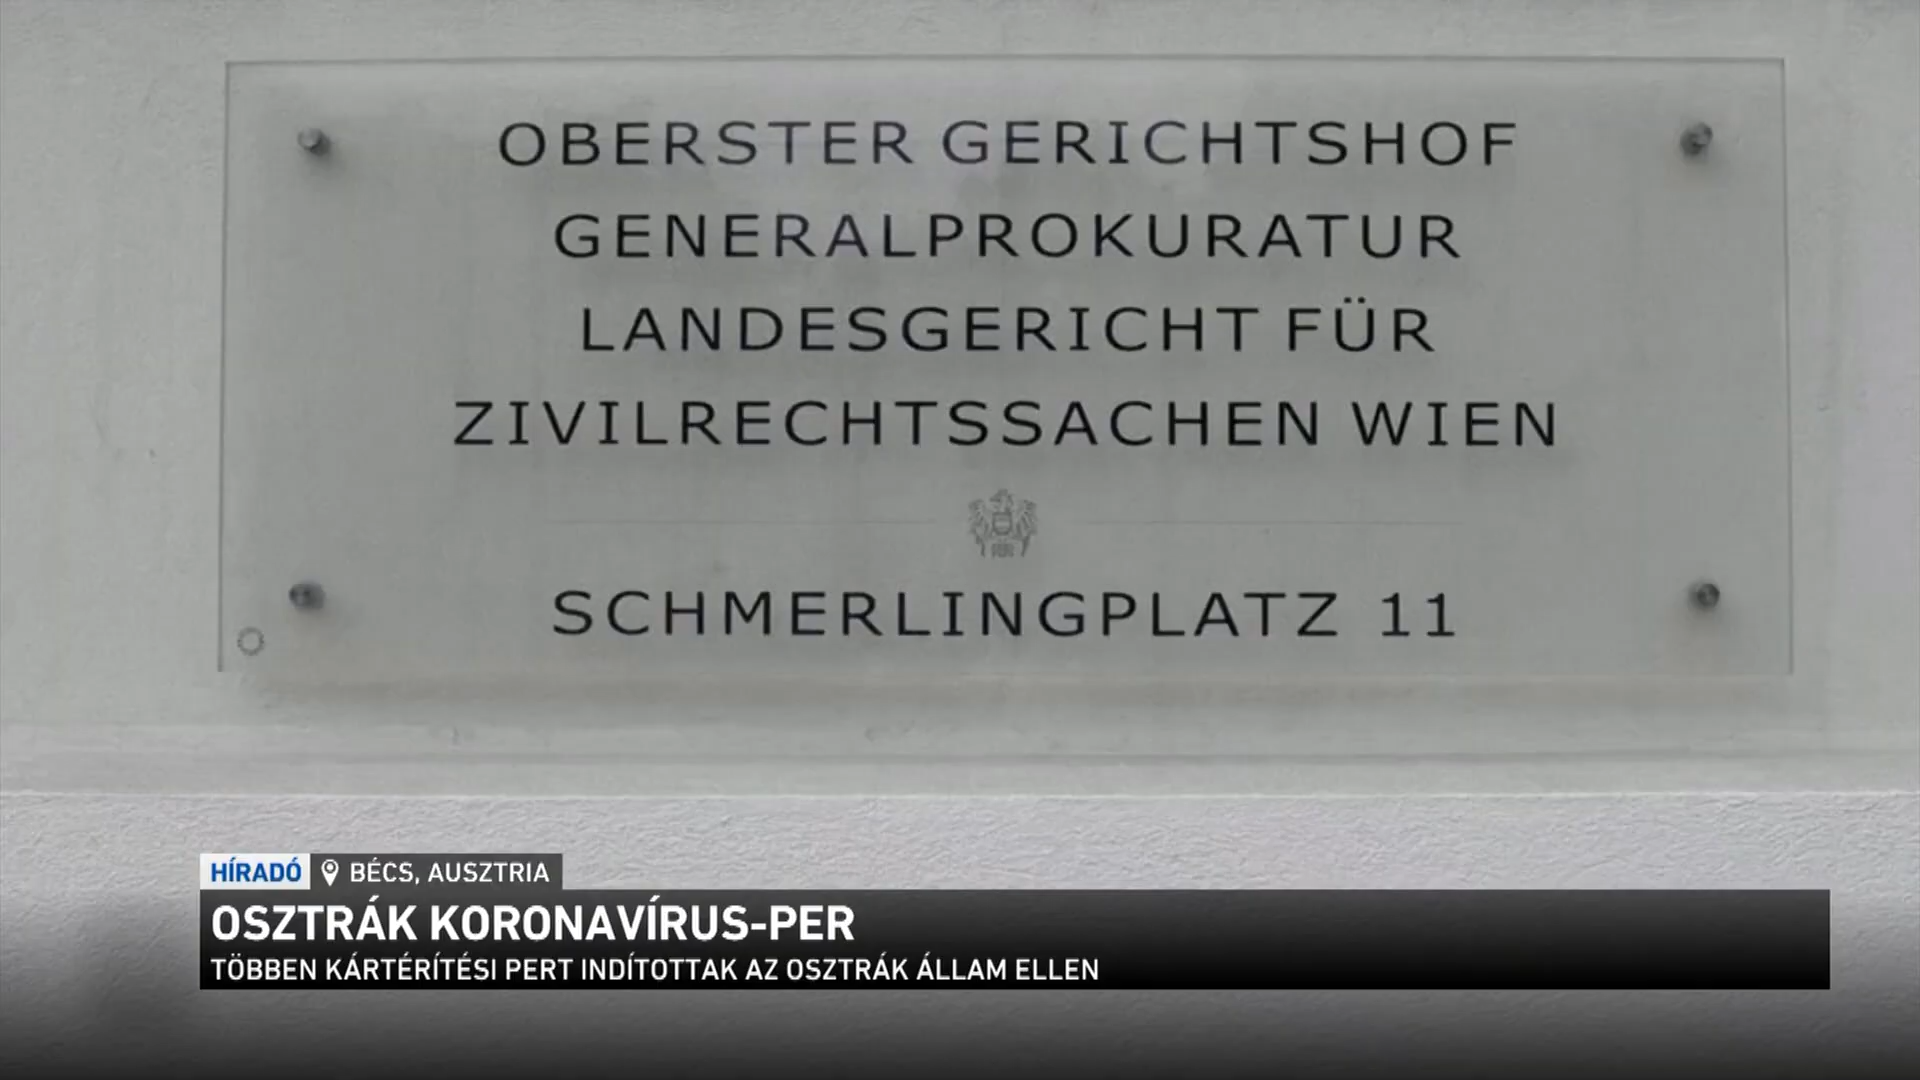 OBERSTER GERICHTSHOF
GENERALPROKURATUR
LANDESGERICHT FÜR
ZIVILRECHTSSACHEN WIEN
SCHMERLINGPLATZ 11
HÍRADÓ BÉCS, AUSZTRIA
OSZTRÁK KORONAVÍRUS-PER
TÖBBEN KÁRTÉRÍTÉSI PERT INDÍTOTTAK AZ OSZTRÁK ÁLLAM ELLEN